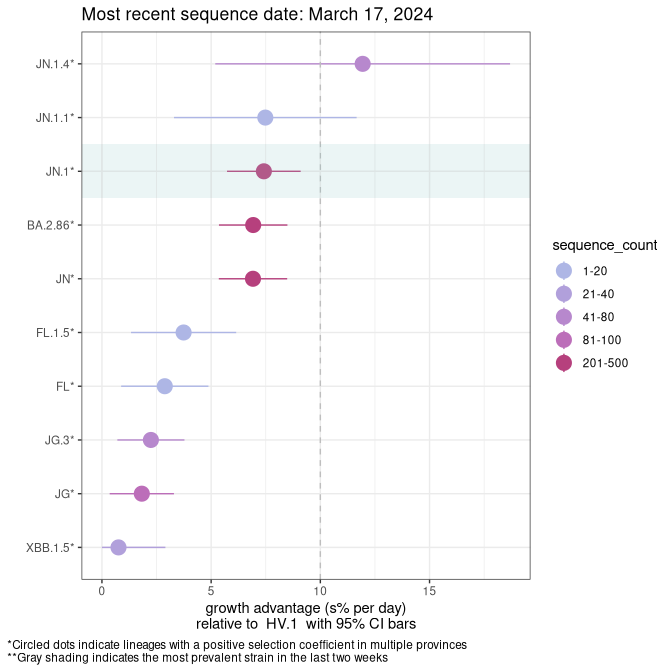 Most recent sequence date: March 17, 2024
JN.1.4*
JN.1.1*
JN.1*
BA.2.86*
JN*
FL.1.5*
FL*
JG.3*
JG*
XBB.1.5*
0 5 10 15
growth advantage (s% per day)
relative to HV.1 with 95% CI bars
sequence_count
1-20
21-40
41-80
81-100
201-500
*Circled dots indicate lineages with a positive selection coefficient in multiple provinces
**Gray shading indicates the most prevalent strain in the last two weeks